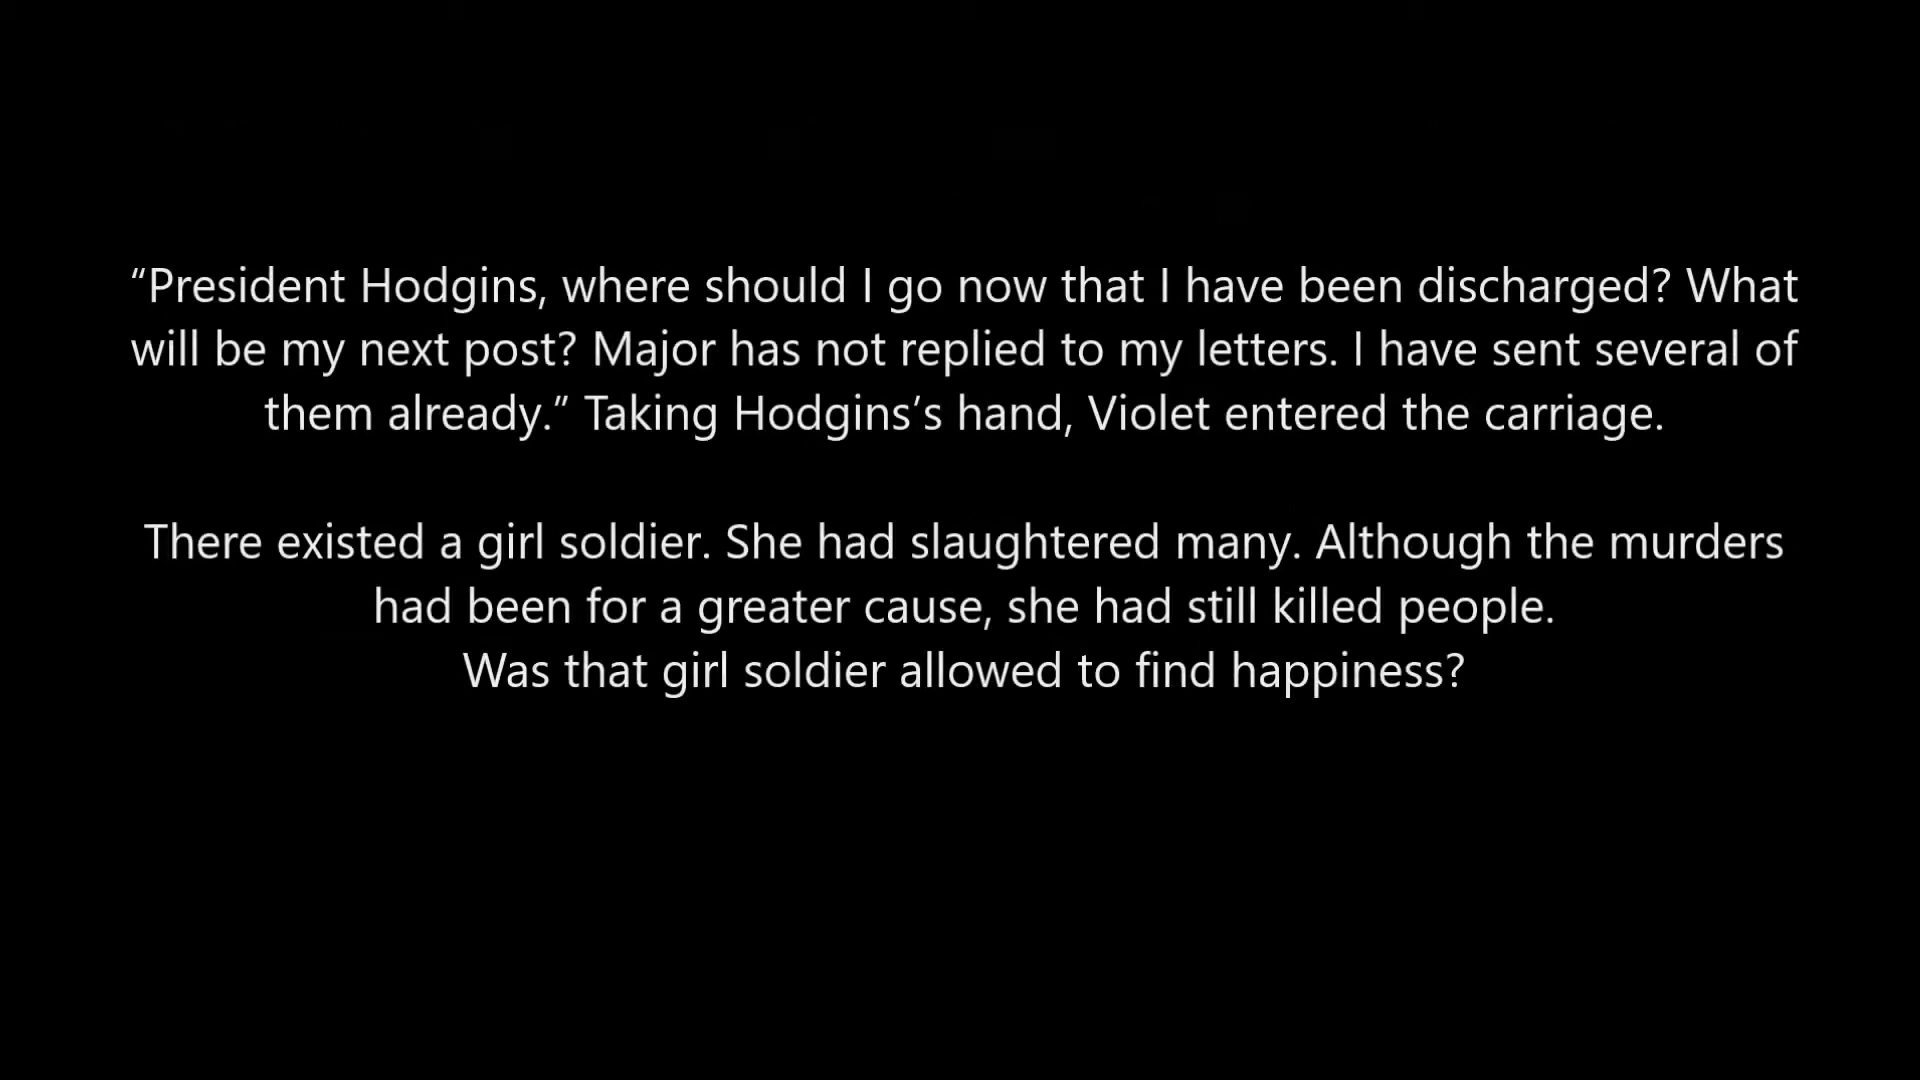 “President Hodgins, where should I go now that I have been discharged? What
will be my next post? Major has not replied to my letters. I have sent several of
them already.” Taking Hodgins’s hand, Violet entered the carriage.
There existed a girl soldier. She had slaughtered many. Although the murders
had been for a greater cause, she had still killed people.
Was that girl soldier allowed to find happiness?